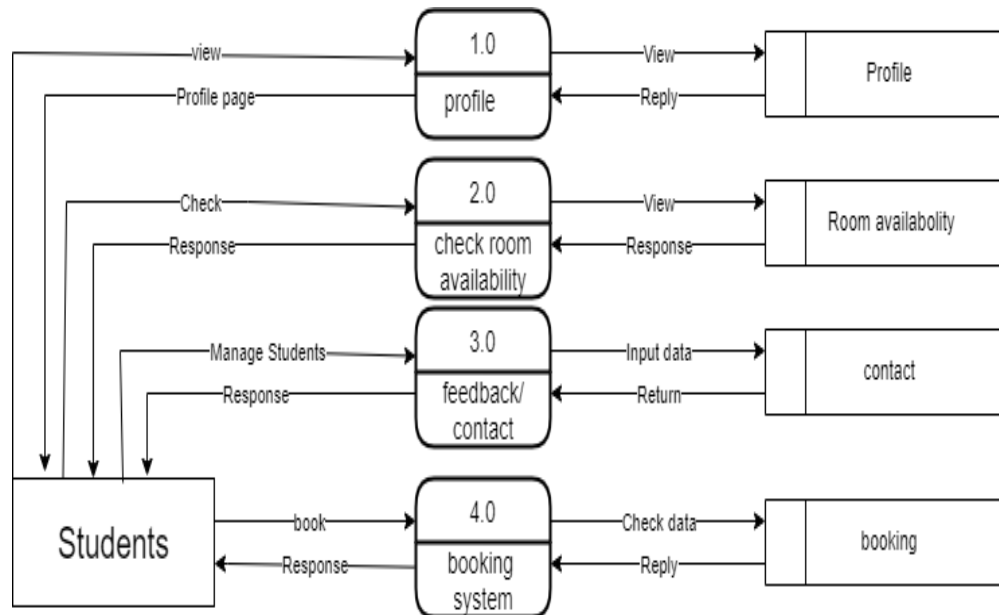 1.0
view
View
Profile
profile
Profile page
Reply
2.0
Check
View
Room availabolity
check room
availability
Response
Response
3.0
Manage Students
Input data
contact
feedback/
contact
Response
Return
4.0
Students
book
Check data
booking
booking
system
Response
Reply